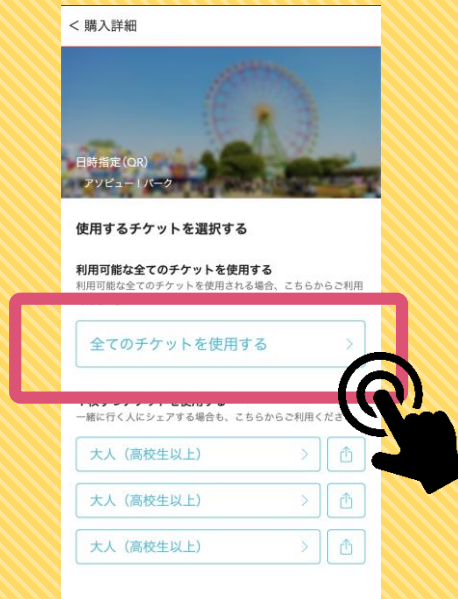 < 購入詳細
日時指定(QR)
アソビュー！パーク
使用するチケットを選択する
利用可能な全てのチケットを使用する
利用可能な全てのチケットを使用される場合、こちらからご利用
全てのチケットを使用する >
一緒に行く人にシェアする場合も、こちらからご利用くださ
大人（高校生以上） >
大人（高校生以上） >
大人（高校生以上） >